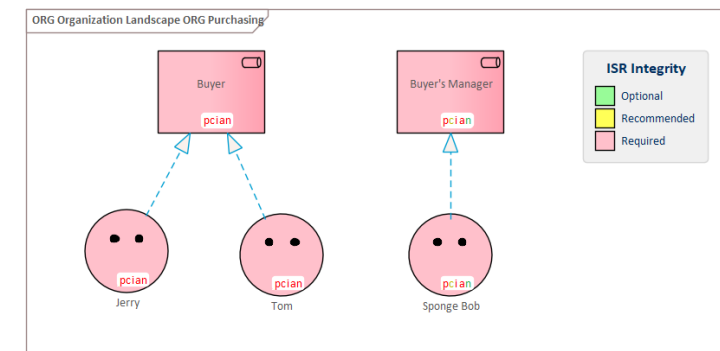 ORG Organization Landscape ORG Purchasing
Buyer
pcian
Buyer's Manager
pcian
ISR Integrity
Optional
Recommended
Required
pcian
Jerry
pcian
Tom
pcian
Sponge Bob